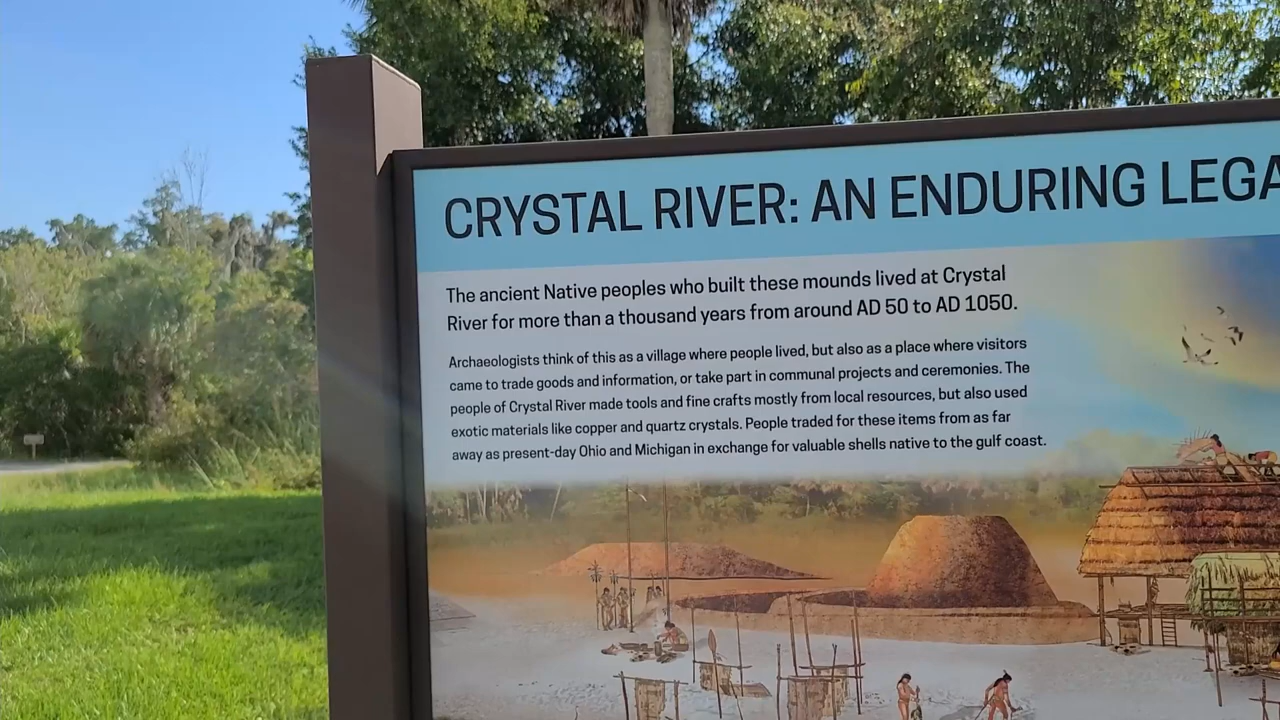 CRYSTAL RIVER: AN ENDURING LEGA
The ancient Native peoples who built these mounds lived at Crystal
River for more than a thousand years from around AD 50 to AD 1050.
Archaeologists think of this as a village where people lived, but also as a place where visitors
came to trade goods and information, or take part in communal projects and ceremonies. The
people of Crystal River made tools and fine crafts mostly from local resources, but also used
exotic materials like copper and quartz crystals. People traded for these items from as far
away as present-day Ohio and Michigan in exchange for valuable shells native to the gulf coast.